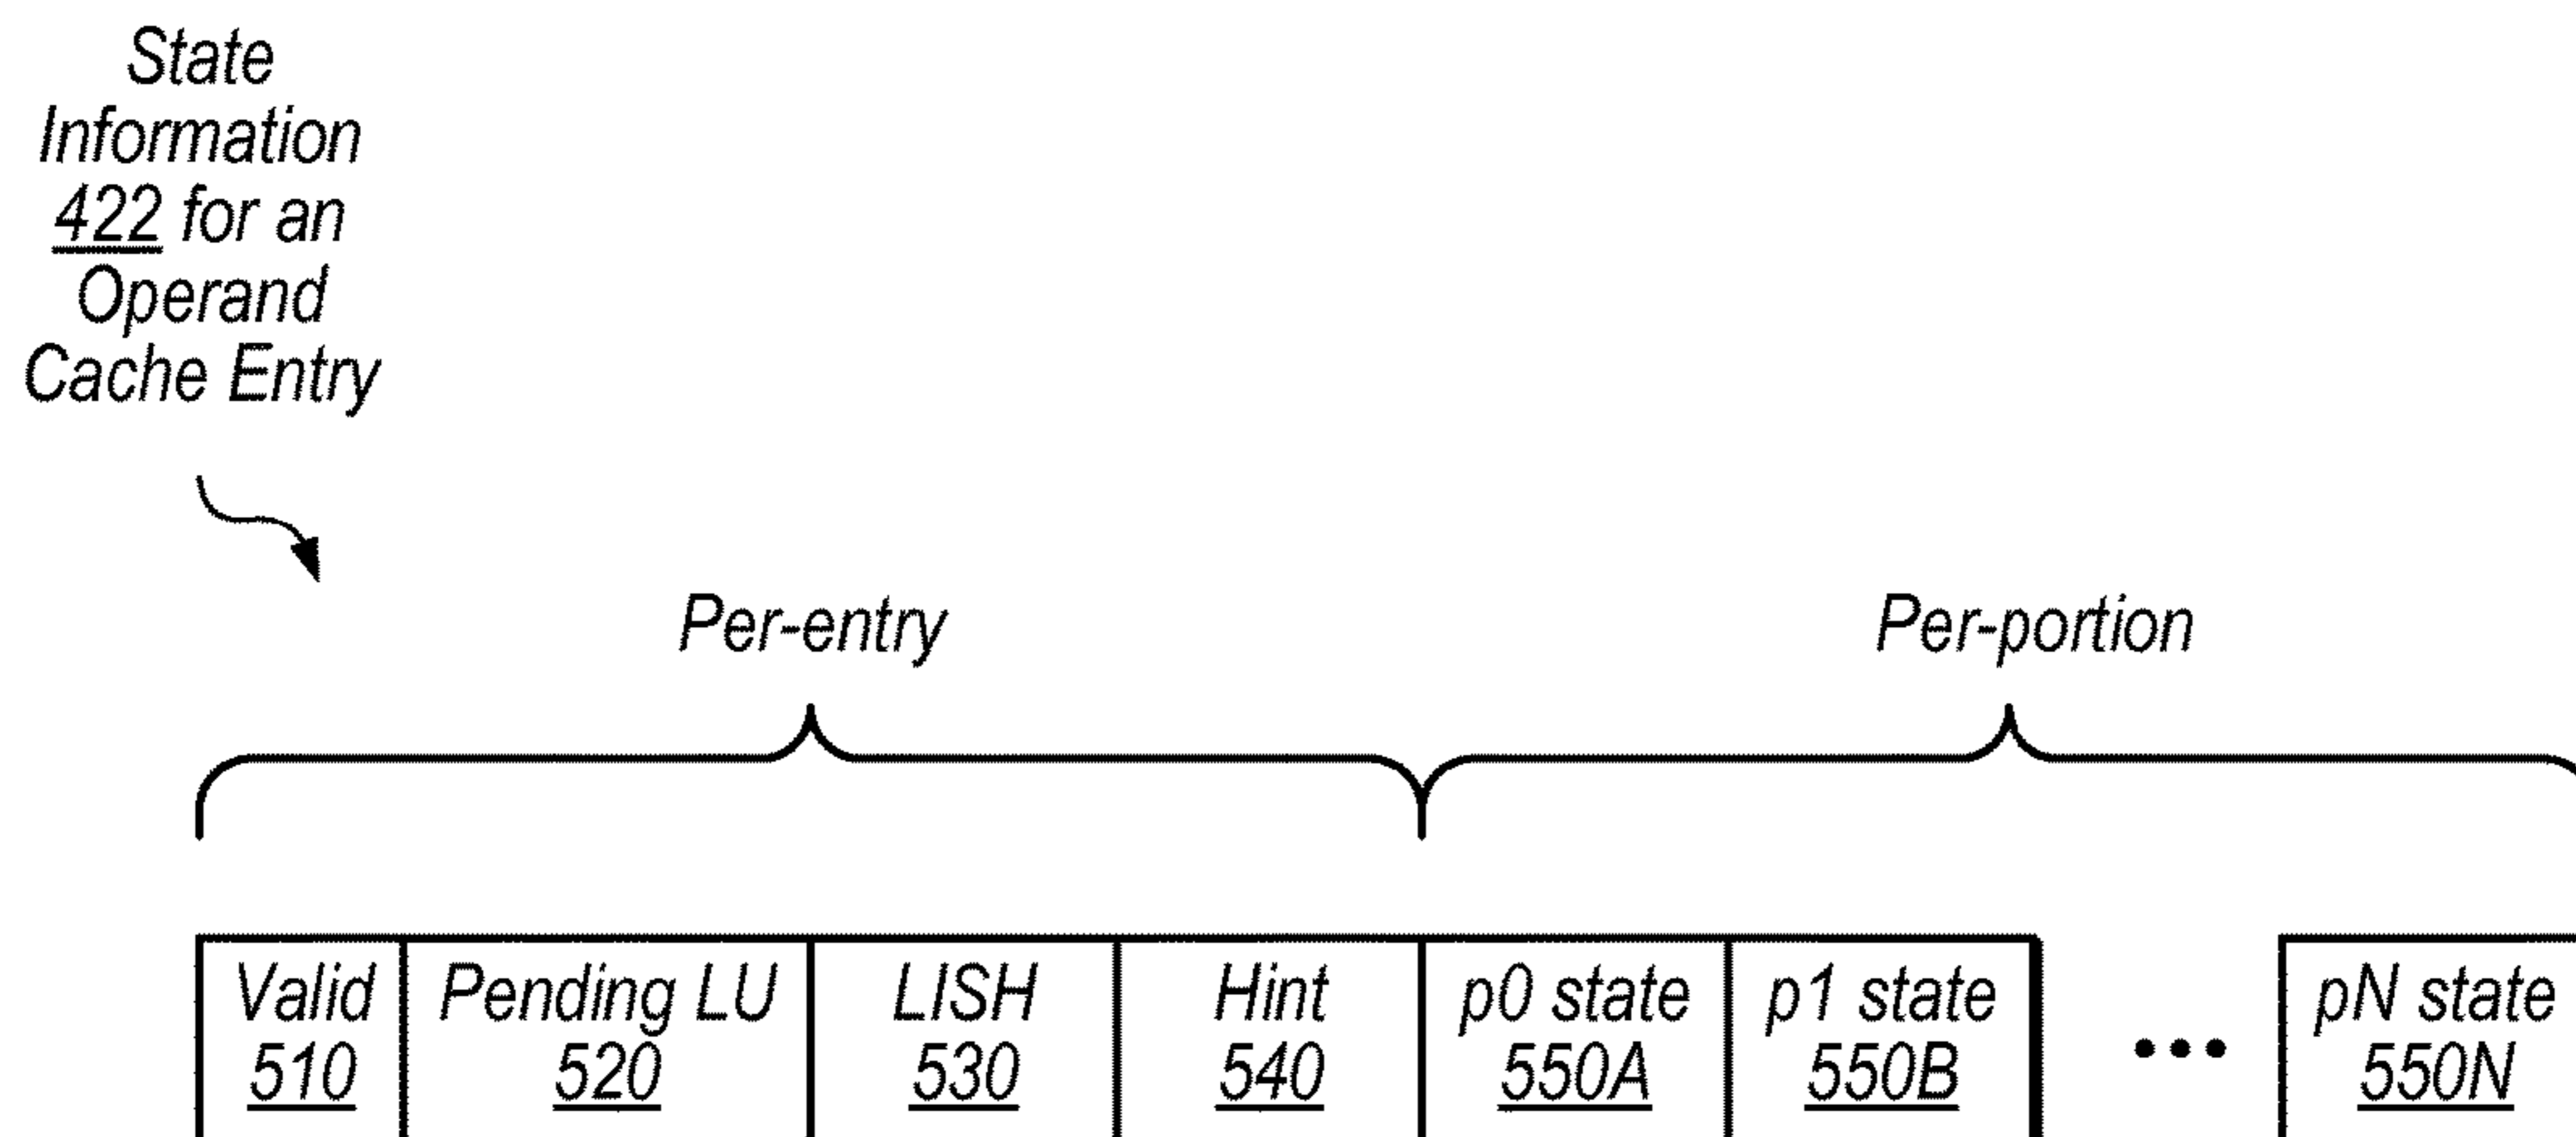 State
Information
422 for an
Operand
Cache Entry
Per-entry
Per-portion
Valid
510
Pending LU
520
LISH
530
Hint
540
p0 state
550A
p1 state
550B
•••
pN state
550N